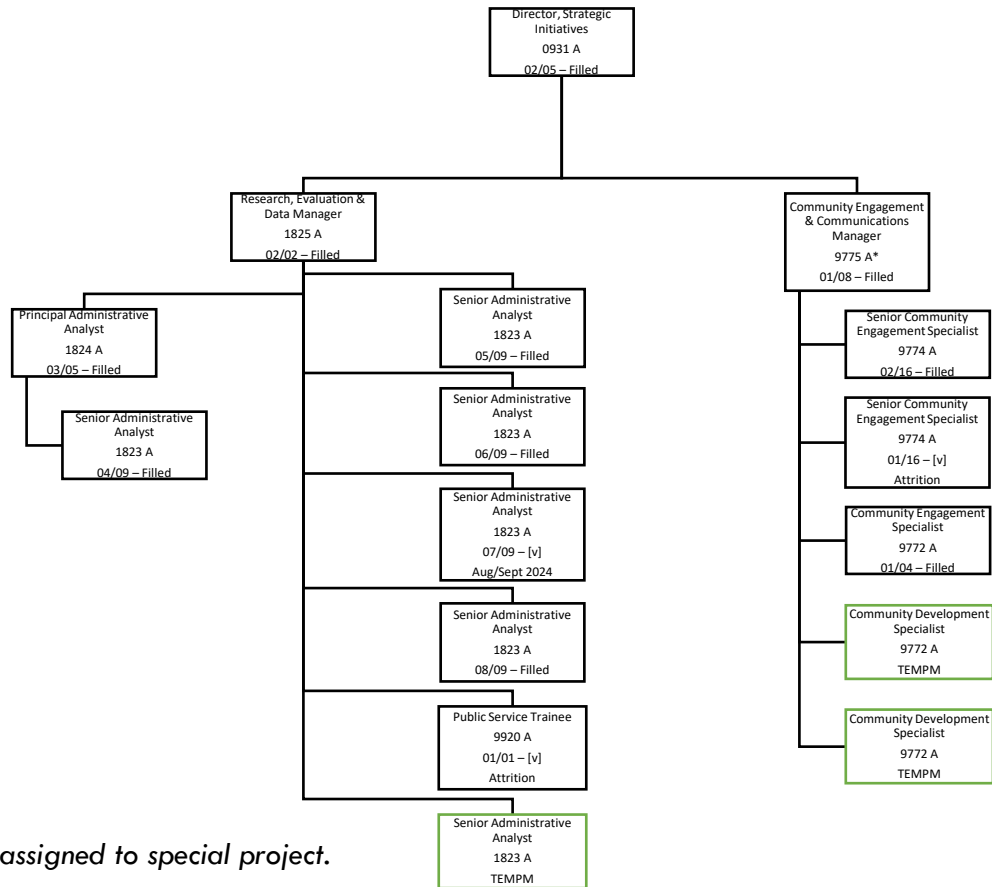 Director, Strategic
Initiatives
0931 A
02/05 – Filled
Research, Evaluation &
Data Manager
1825 A
02/02 – Filled
Principal Administrative
Analyst
1824 A
03/05 – Filled
Senior Administrative
Analyst
1823 A
04/09 – Filled
Senior Administrative
Analyst
1823 A
05/09 – Filled
Senior Administrative
Analyst
1823 A
06/09 – Filled
Senior Administrative
Analyst
1823 A
07/09 – [v]
Aug/Sept 2024
Senior Administrative
Analyst
1823 A
08/09 – Filled
Public Service Trainee
9920 A
01/01 – [v]
Attrition
Senior Administrative
Analyst
1823 A
TEMPM
Community Engagement
& Communications
Manager
9775 A*
01/08 – Filled
Senior Community
Engagement Specialist
9774 A
02/16 – Filled
Senior Community
Engagement Specialist
9774 A
01/16 – [v]
Attrition
Community Engagement
Specialist
9772 A
01/04 – Filled
Community Development
Specialist
9772 A
TEMPM
Community Development
Specialist
9772 A
TEMPM
assigned to special project.